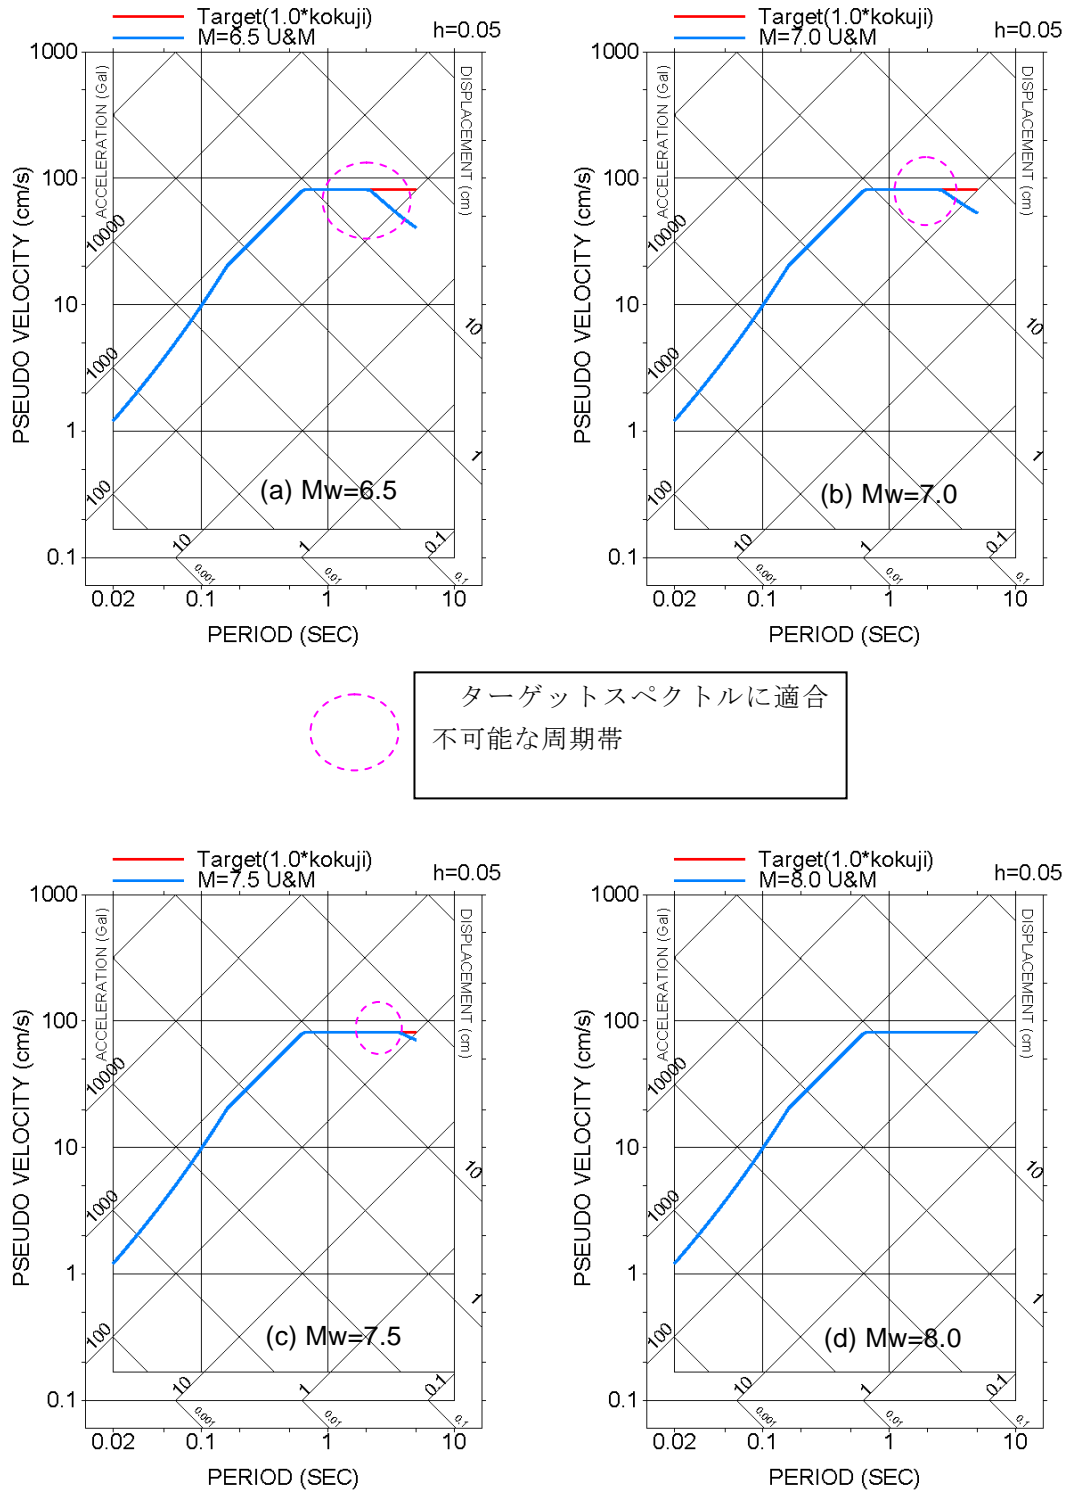 Target(1.0*kokuji)
M=6.5 U&M
h=0.05
1000
100
10
1
0.1
PSEUDO VELOCITY (cm/s)
ACCELERATION (Gal)
DISPLACEMENT (cm)
10000
1000
100
10
1
0.1
10
1
0.001
0.01
0.1
(a) Mw=6.5
0.02
0.1
1
10
PERIOD (SEC)
Target(1.0*kokuji)
M=7.0 U&M
h=0.05
1000
100
10
1
0.1
PSEUDO VELOCITY (cm/s)
ACCELERATION (Gal)
DISPLACEMENT (cm)
10000
1000
100
10
1
0.1
10
1
0.001
0.01
0.1
(b) Mw=7.0
0.02
0.1
1
10
PERIOD (SEC)
ターゲットスペクトルに適合
不可能な周期帯
Target(1.0*kokuji)
M=7.5 U&M
h=0.05
1000
100
10
1
0.1
PSEUDO VELOCITY (cm/s)
ACCELERATION (Gal)
DISPLACEMENT (cm)
10000
1000
100
10
1
0.1
10
1
0.001
0.01
0.1
(c) Mw=7.5
0.02
0.1
1
10
PERIOD (SEC)
Target(1.0*kokuji)
M=8.0 U&M
h=0.05
1000
100
10
1
0.1
PSEUDO VELOCITY (cm/s)
ACCELERATION (Gal)
DISPLACEMENT (cm)
10000
1000
100
10
1
0.1
10
1
0.001
0.01
0.1
(d) Mw=8.0
0.02
0.1
1
10
PERIOD (SEC)